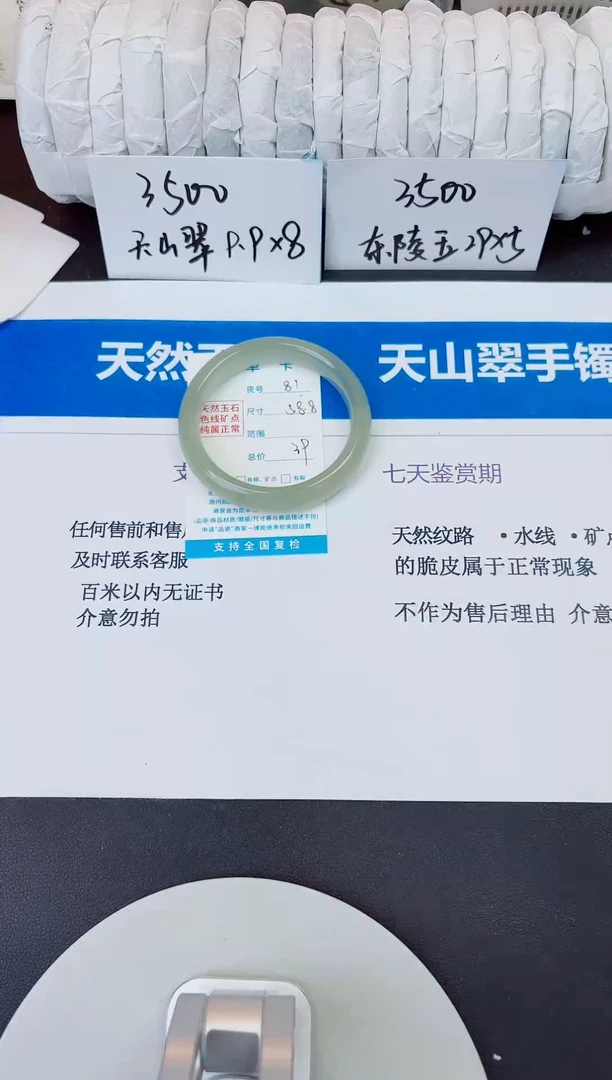 3500
天山翠 P.P×8
3500
东陵玉 2P×5
天然
天山翠手镯
货号 81
尺寸 58.8
范围
总价 39
天然玉石
色线矿点
纯属正常
支持全国复检
七天鉴赏期
任何售前和售
及时联系客服
百米以内无证书
介意勿拍
天然纹路 •水线 •矿点
的脆皮属于正常现象
不作为售后理由 介意